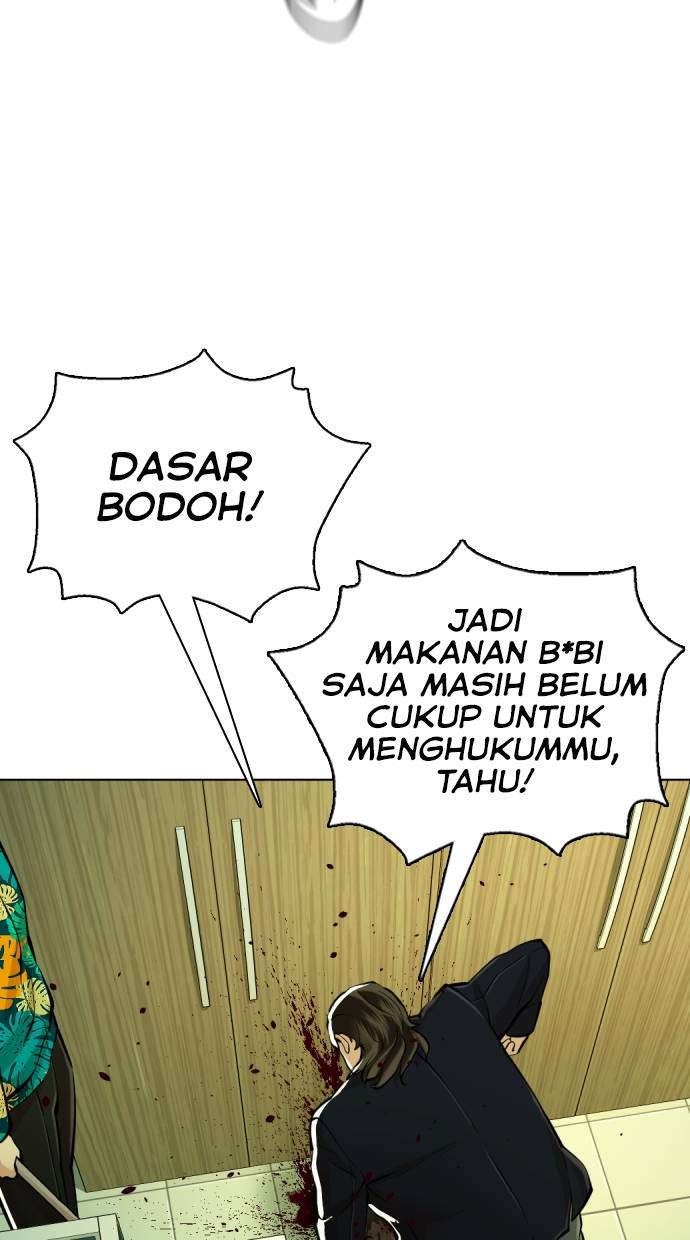 DASAR
BODOH!
JADI
MAKANAN B*BI
SAJA MASIH BELUM
CUKUP UNTUK
MENGHUKUMMU,
TAHU!